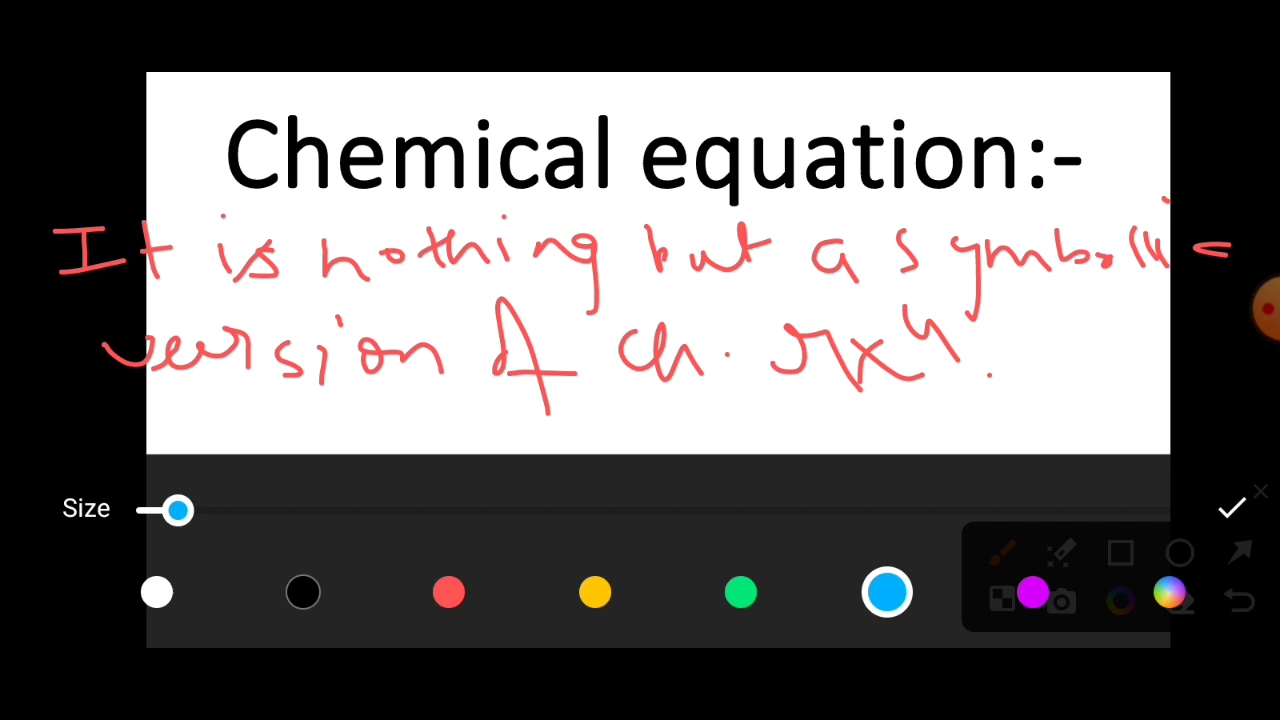 Chemical equation:-
It is nothing but a symbolic =
version of ch. rxn.
Size